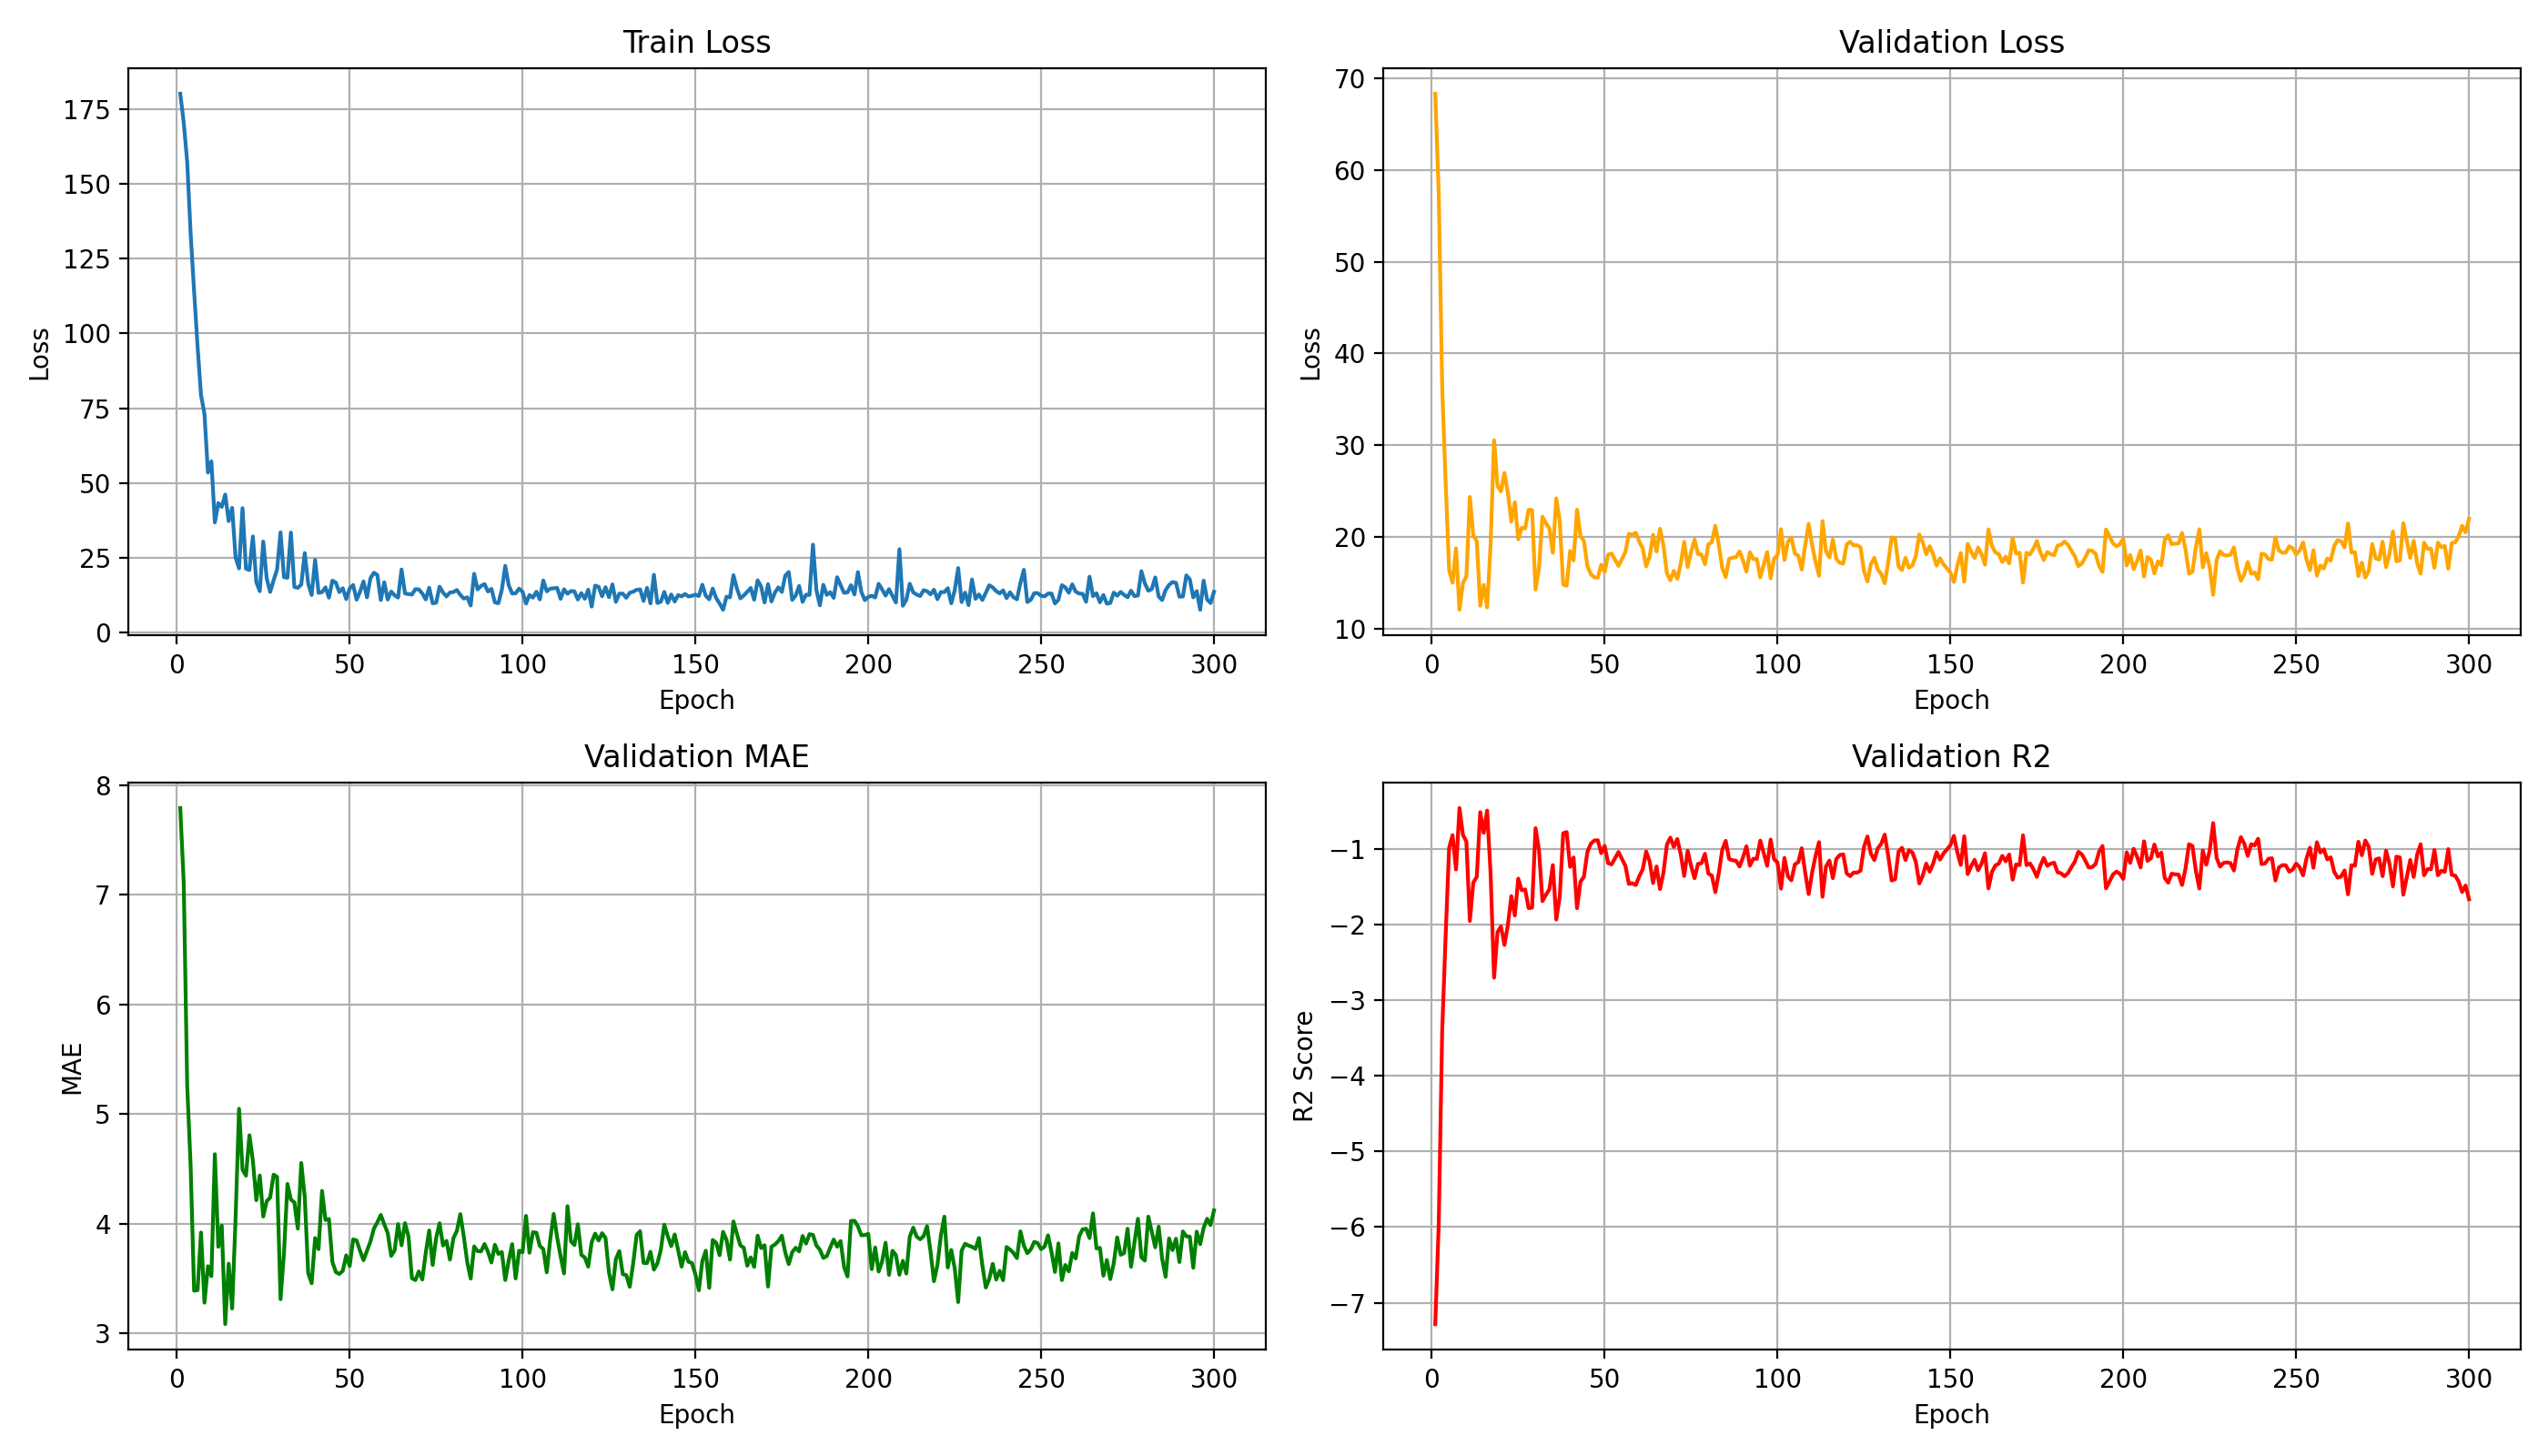 Train Loss
Loss
175
150
125
100
75
50
25
0
0 50 100 150 200 250 300
Epoch
Validation Loss
Loss
70
60
50
40
30
20
10
0 50 100 150 200 250 300
Epoch
Validation MAE
MAE
8
7
6
5
4
3
0 50 100 150 200 250 300
Epoch
Validation R2
R2 Score
−1
−2
−3
−4
−5
−6
−7
0 50 100 150 200 250 300
Epoch